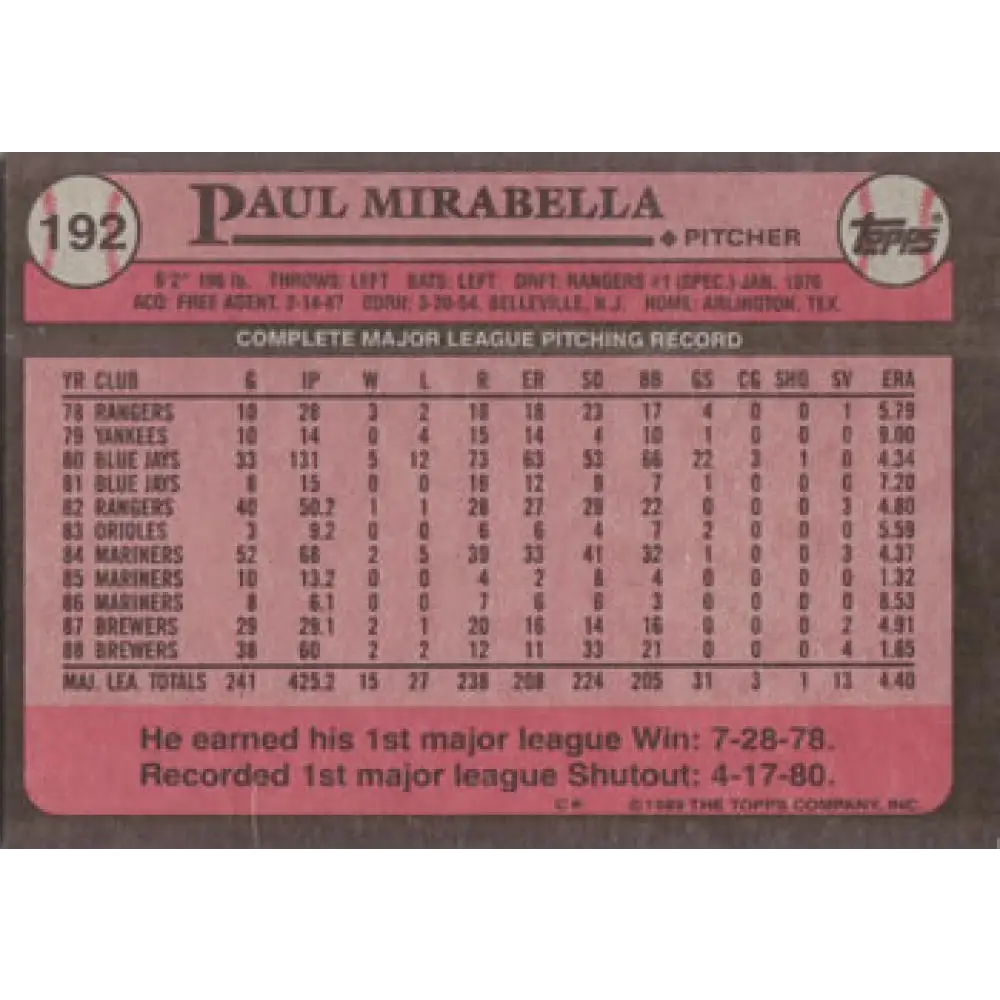 192
PAUL MIRABELLA
PITCHER
TOPPS®
6'2" 196 lb. THROWS: LEFT BATS: LEFT DRFT: RANGERS #1 (SPEC.)-JAN. 1976
ACQ: FREE AGENT, BORN: 3-20-54, BELLEVILLE, N.J. HOME: ARLINGTON, TEX.
COMPLETE MAJOR LEAGUE PITCHING RECORD
YR CLUB G IP W L R ER SO BB GS CG SHO SV ERA
78 RANGERS 10 28 3 2 18 18 23 17 4 0 0 1 5.79
79 YANKEES 10 14 0 4 15 14 4 10 1 0 0 0 9.00
80 BLUE JAYS 33 131 5 12 73 63 53 66 22 3 1 0 4.34
81 BLUE JAYS 8 15 0 0 16 12 9 7 1 0 0 0 7.20
82 RANGERS 40 50.2 1 1 28 27 29 22 0 0 0 3 4.80
83 ORIOLES 3 9.2 0 0 6 6 4 7 2 0 0 0 5.59
84 MARINERS 52 68 2 5 39 33 41 32 1 0 0 3 4.37
85 MARINERS 10 13.2 0 0 4 2 8 4 0 0 0 0 1.32
86 MARINERS 8 6.1 0 0 7 6 6 3 0 0 0 0 8.53
87 BREWERS 29 29.1 2 1 20 16 14 16 0 0 0 2 4.91
88 BREWERS 38 60 2 2 12 11 33 21 0 0 0 4 1.65
MAJ. LEA. TOTALS 241 425.2 15 27 238 208 224 205 31 3 1 13 4.40
He earned his 1st major league Win: 7-28-78.
Recorded 1st major league Shutout: 4-17-80.
C* © 1989 THE TOPPS COMPANY, INC.